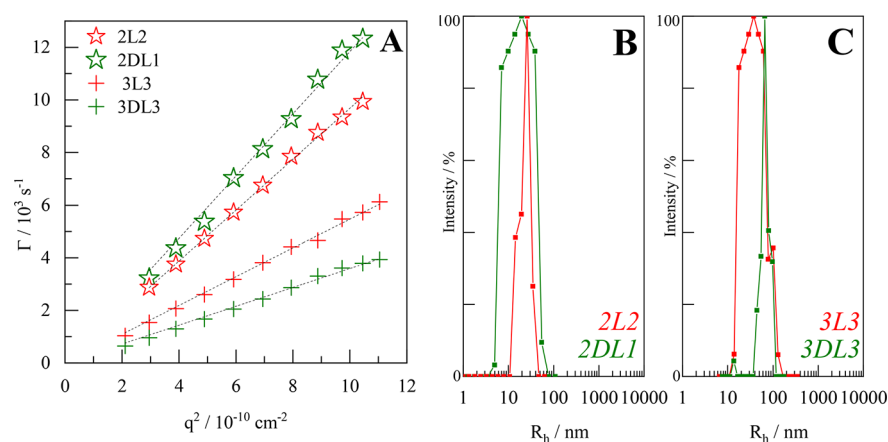 A
2L2
2DL1
3L3
3DL3
12
10
8
6
4
2
0
Γ / 10³ s⁻¹
0 2 4 6 8 10 12
q² / 10⁻¹⁰ cm⁻²
B
100
0
Intensity / %
2L2
2DL1
1 10 100 1000 10000
Rₕ / nm
C
100
0
Intensity / %
3L3
3DL3
1 10 100 1000 10000
Rₕ / nm